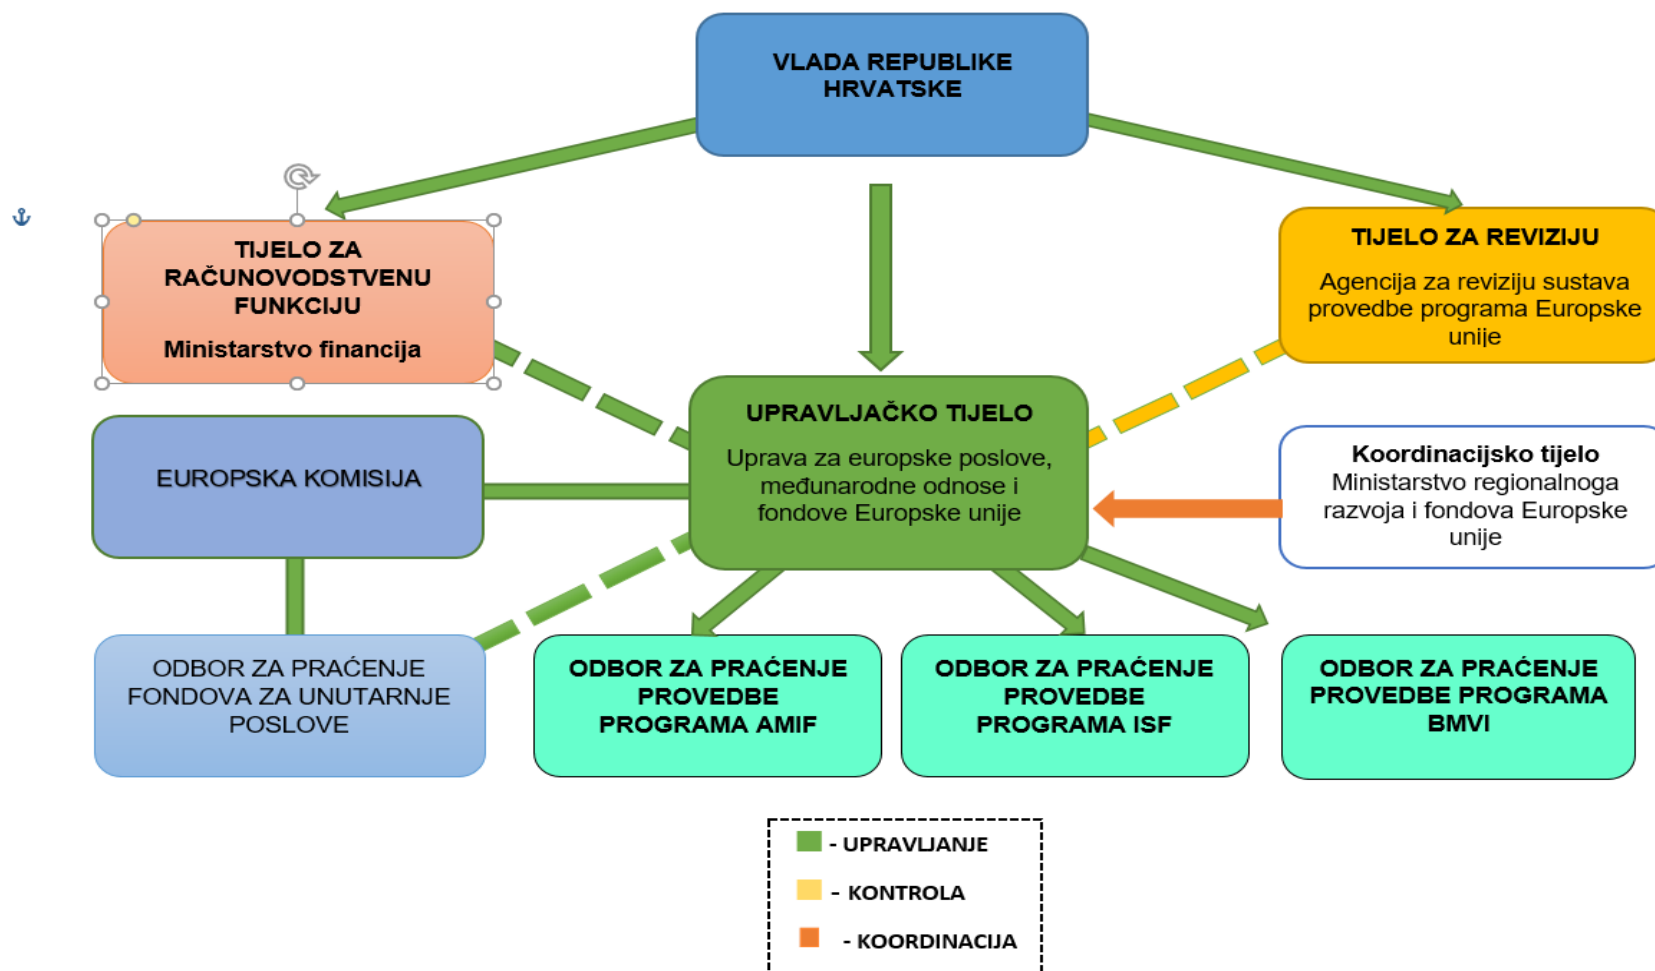 VLADA REPUBLIKE
HRVATSKE
TIJELO ZA
RAČUNOVODSTVENU
FUNKCIJU
Ministarstvo financija
TIJELO ZA REVIZIJU
Agencija za reviziju sustava
provedbe programa Europske
unije
UPRAVLJAČKO TIJELO
Uprava za europske poslove,
međunarodne odnose i
fondove Europske unije
EUROPSKA KOMISIJA
Koordinacijsko tijelo
Ministarstvo regionalnoga
razvoja i fondova Europske
unije
ODBOR ZA PRAĆENJE
FONDOVA ZA UNUTARNJE
POSLOVE
ODBOR ZA PRAĆENJE
PROVEDBE
PROGRAMA AMIF
ODBOR ZA PRAĆENJE
PROVEDBE
PROGRAMA ISF
ODBOR ZA PRAĆENJE
PROVEDBE PROGRAMA
BMVI
- UPRAVLJANJE
- KONTROLA
- KOORDINACIJA